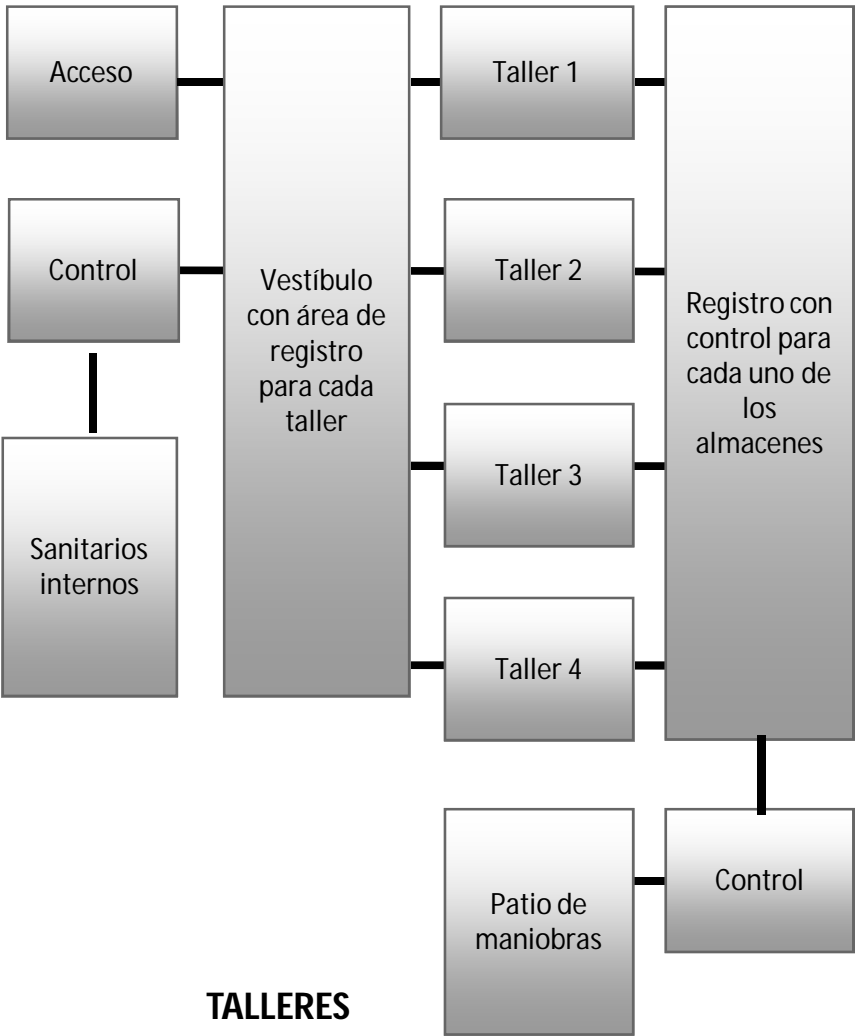 Acceso
Control
Sanitarios
internos
Vestíbulo
con área de
registro
para cada
taller
Taller 1
Taller 2
Taller 3
Taller 4
Registro con
control para
cada uno de
los
almacenes
Control
Patio de
maniobras
TALLERES